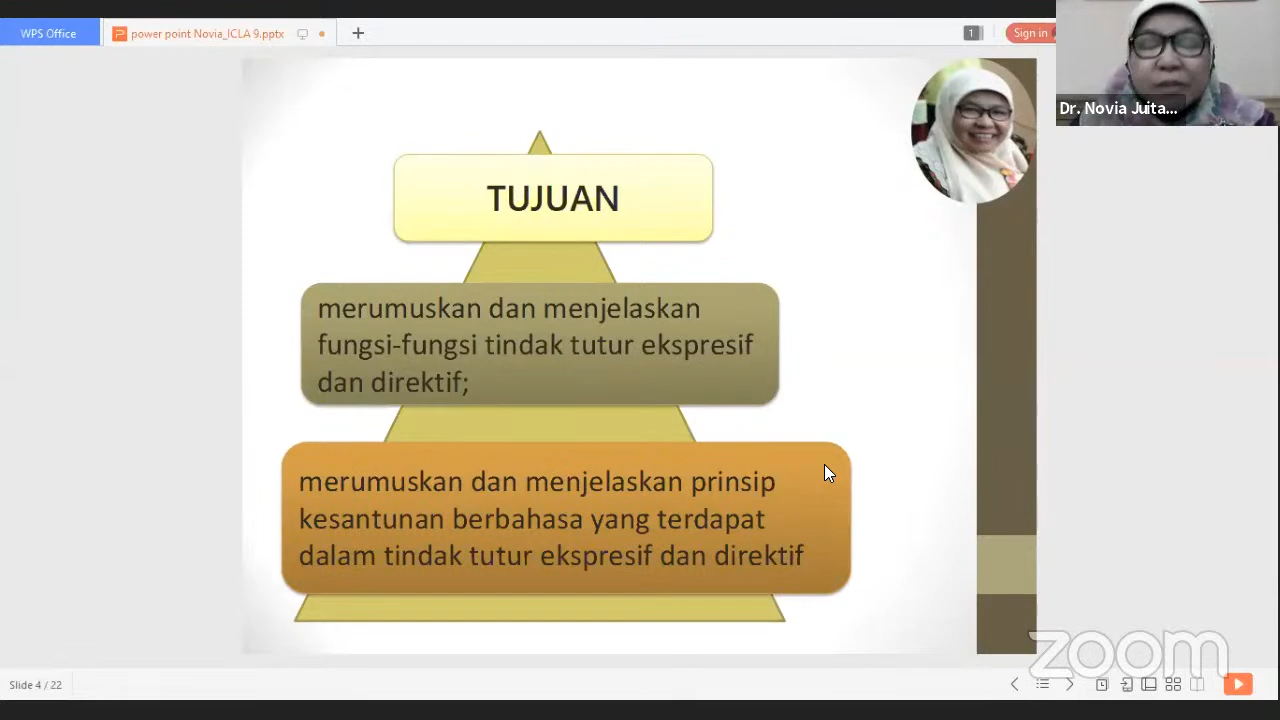 WPS Office
power point Novia_ICLA 9.pptx
1
Sign in
Dr. Novia Juita...
TUJUAN
merumuskan dan menjelaskan
fungsi-fungsi tindak tutur ekspresif
dan direktif;
merumuskan dan menjelaskan prinsip
kesantunan berbahasa yang terdapat
dalam tindak tutur ekspresif dan direktif
zoom
Slide 4 / 22